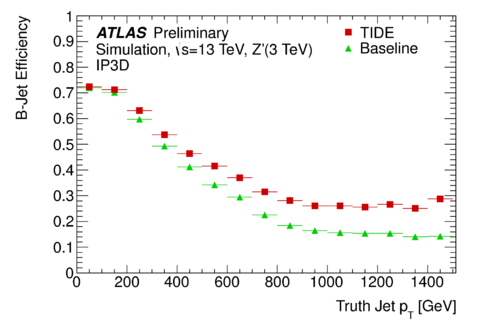 ATLAS Preliminary
Simulation, √s=13 TeV, Z'(3 TeV)
IP3D
TIDE
Baseline
B-Jet Efficiency
1
0.9
0.8
0.7
0.6
0.5
0.4
0.3
0.2
0.1
0
0 200 400 600 800 1000 1200 1400
Truth Jet p_T [GeV]